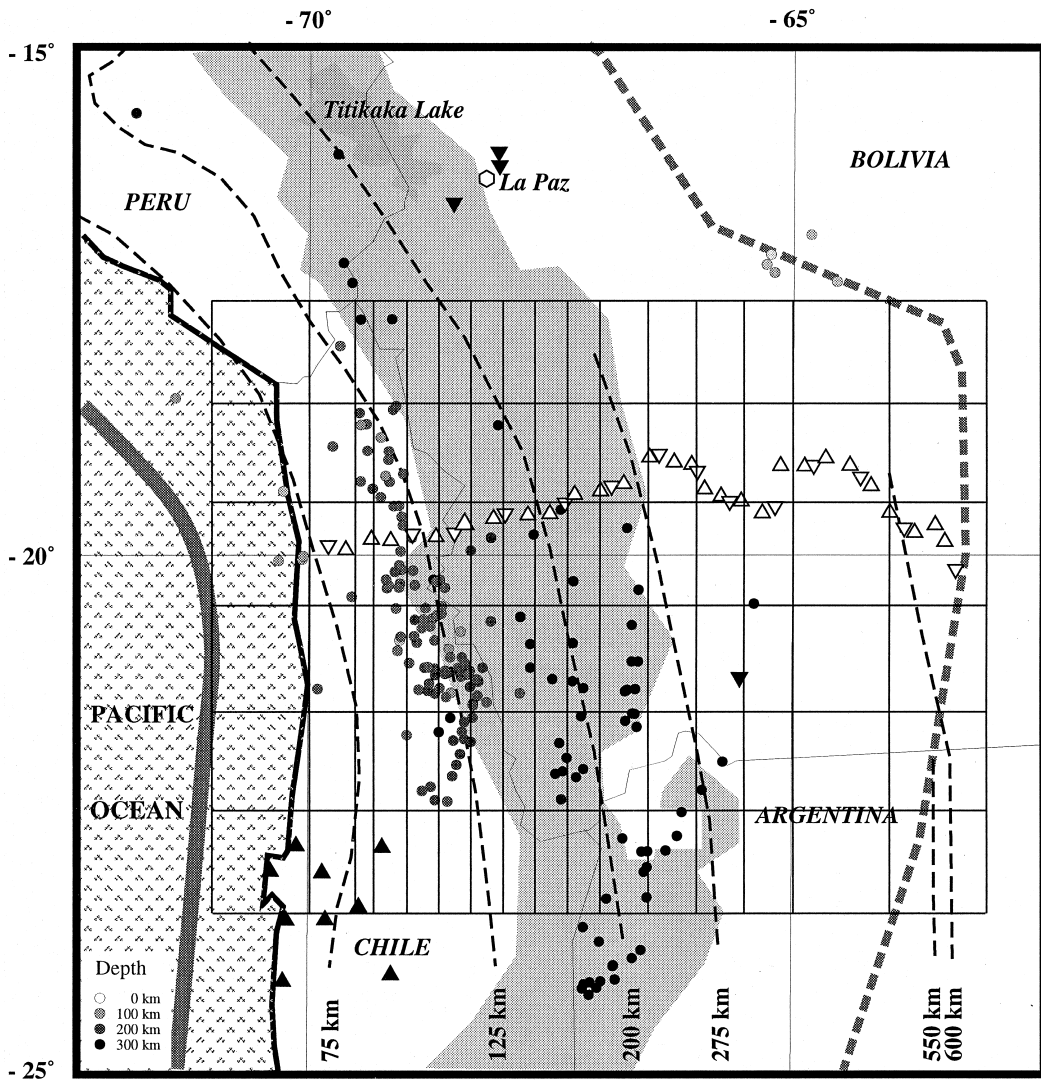 - 70°
- 65°
- 15°
Titikaka Lake
BOLIVIA
La Paz
PERU
- 20°
PACIFIC
OCEAN
ARGENTINA
CHILE
Depth
0 km
100 km
200 km
300 km
75 km
125 km
200 km
275 km
550 km
600 km
- 25°